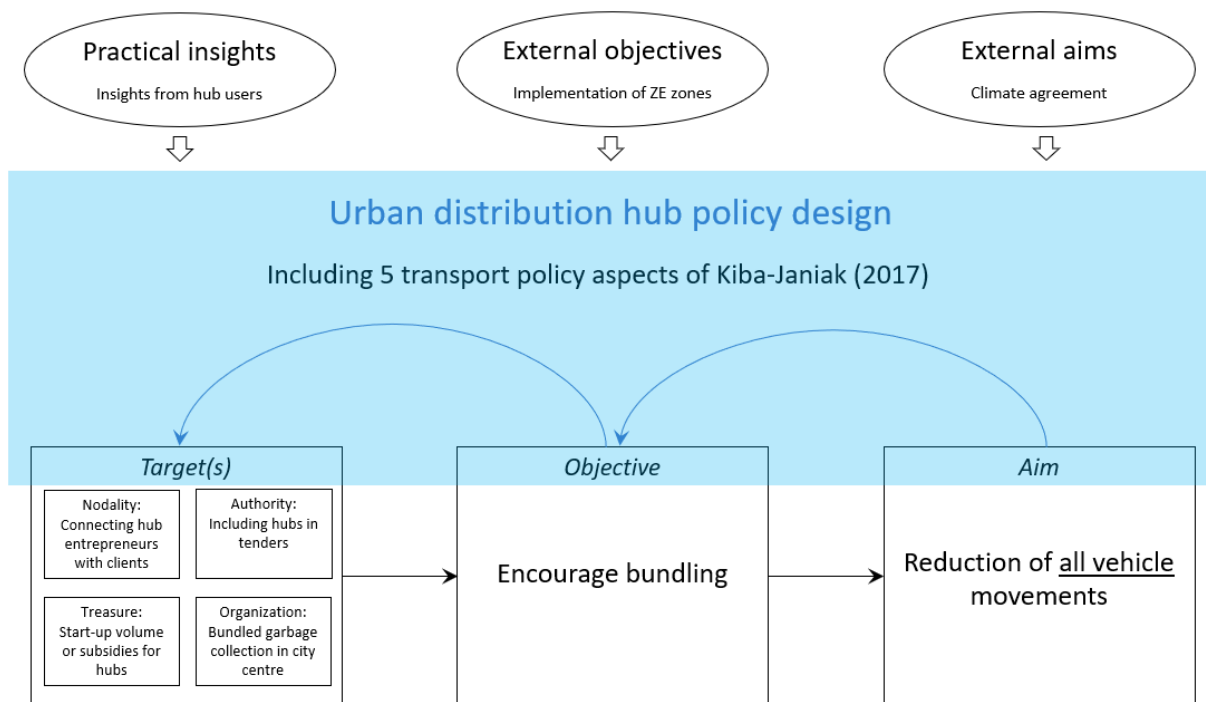 Practical insights
Insights from hub users
External objectives
Implementation of ZE zones
External aims
Climate agreement
Urban distribution hub policy design
Including 5 transport policy aspects of Kiba-Janiak (2017)
Target(s)
Nodality:
Connecting hub
entrepreneurs
with clients
Authority:
Including hubs in
tenders
Treasure:
Start-up volume
or subsidies for
hubs
Organization:
Bundled garbage
collection in city
centre
Objective
Encourage bundling
Aim
Reduction of all vehicle
movements